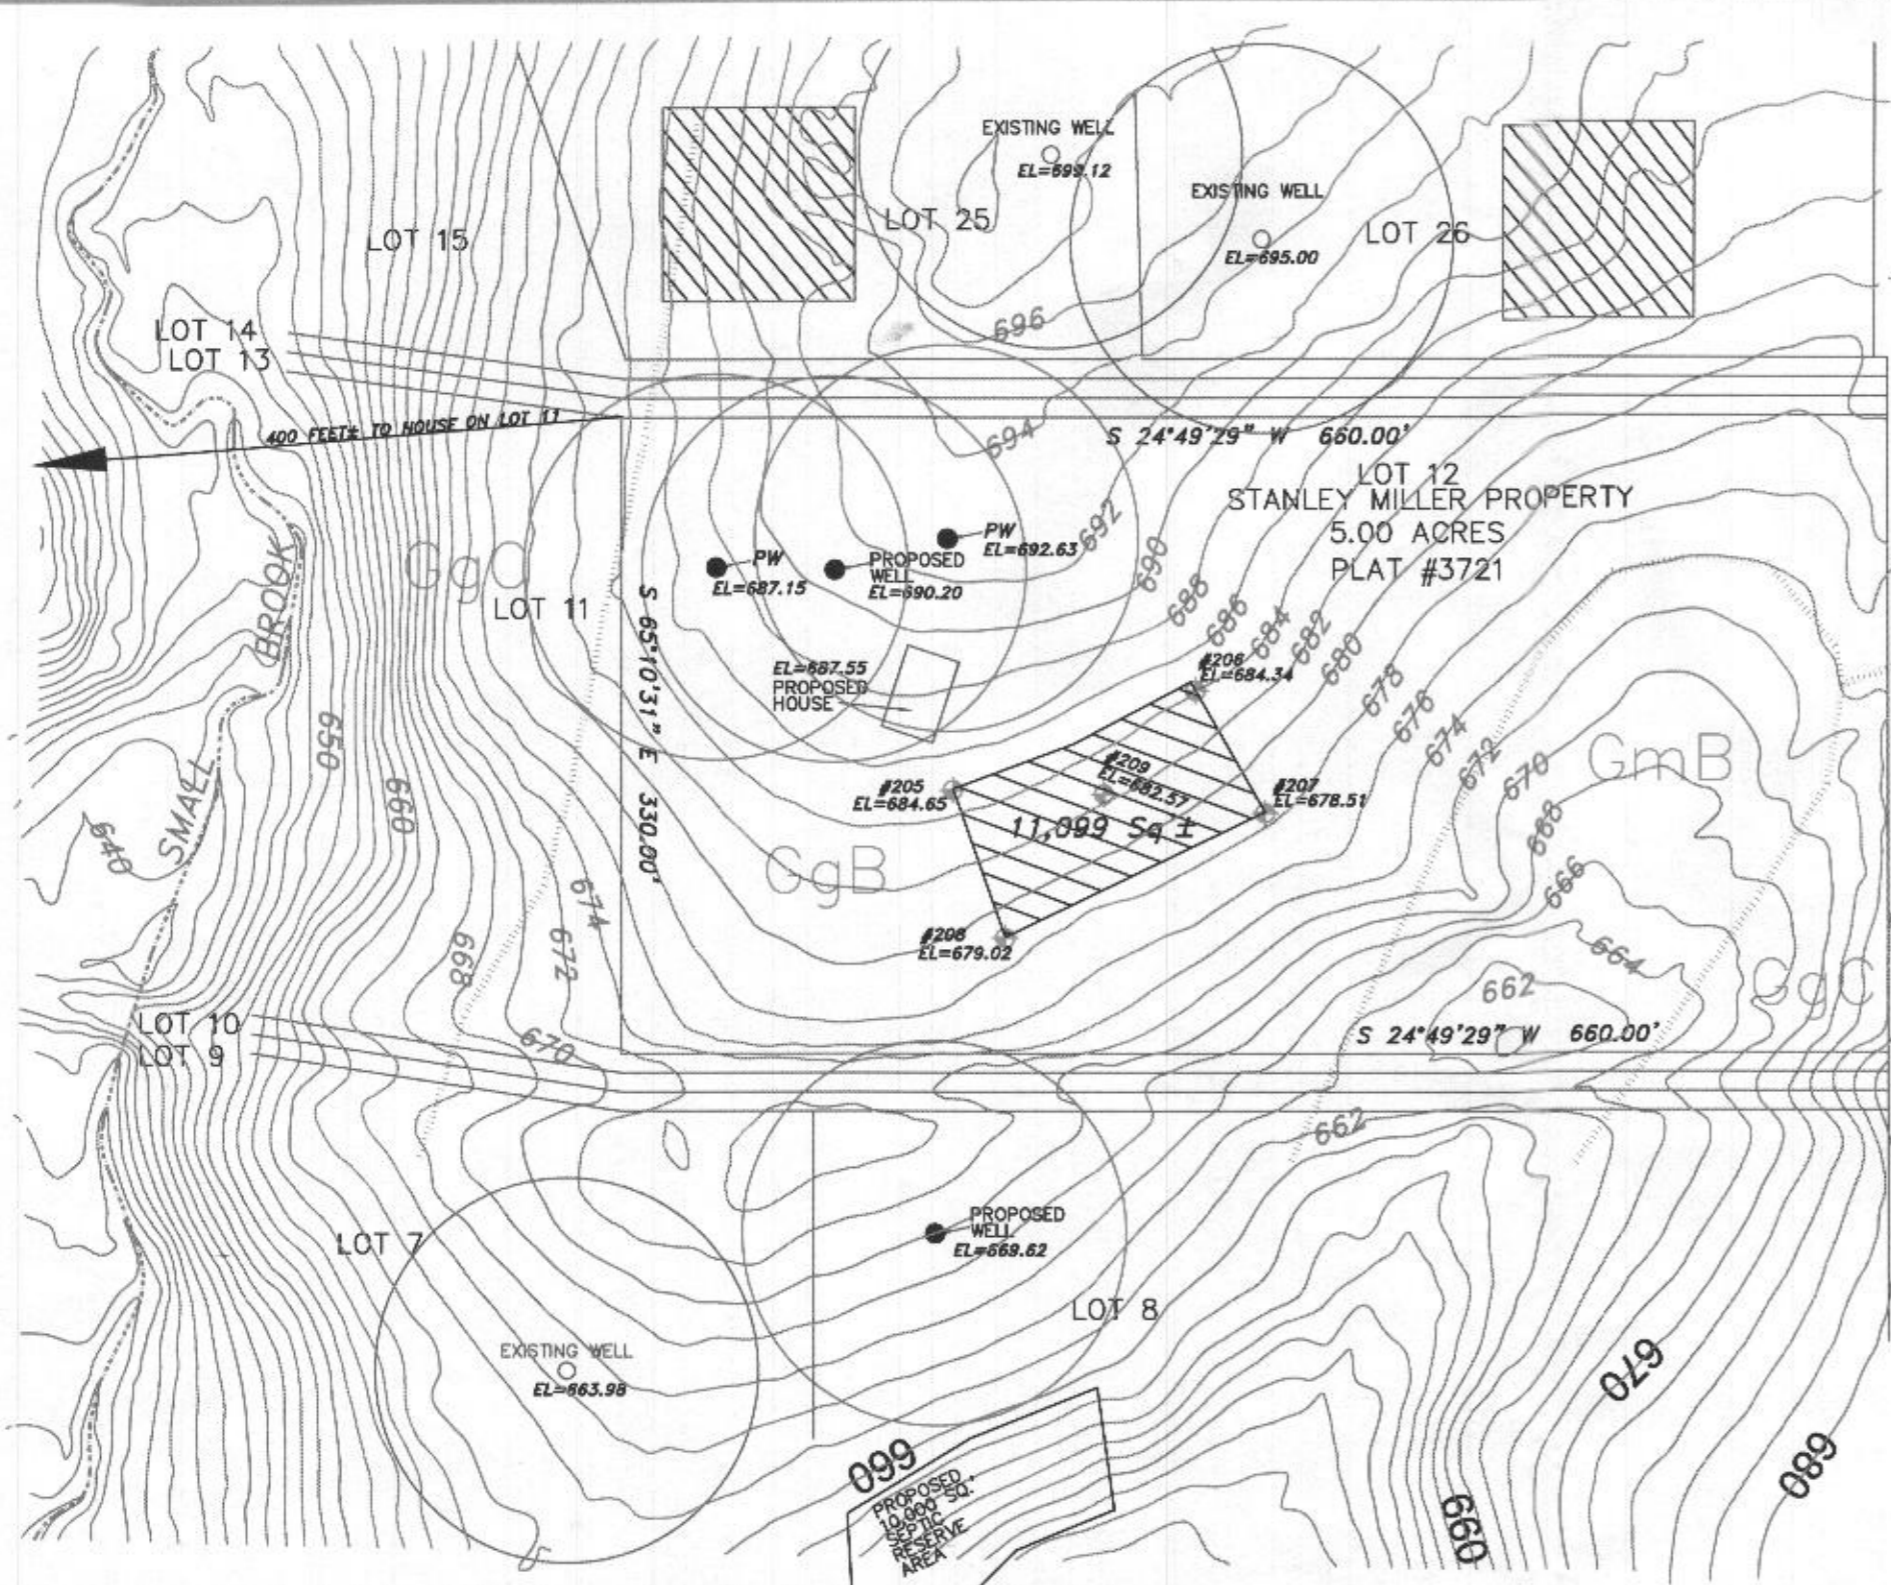 EXISTING WELL
EL=699.12
EXISTING WELL
EL=695.00
LOT 15
LOT 25
LOT 26
LOT 14
LOT 13
696
400 FEET± TO HOUSE ON LOT 11
694
S 24°49'29" W 660.00'
LOT 12
STANLEY MILLER PROPERTY
5.00 ACRES
PLAT #3721
PW
EL=692.63
692
PW
EL=687.15
PROPOSED
WELL
EL=690.20
690
688
686
684
682
680
678
676
674
672
670
668
666
664
662
GgC
LOT 11
S 65°10'31" E 330.00'
SMALL BROOK
EL=687.55
PROPOSED
HOUSE
#206
EL=684.34
#205
EL=684.65
#209
EL=682.57
#207
EL=678.51
11,099 Sq ±
GmB
GgB
650
660
640
674
672
668
670
#208
EL=679.02
GgC
S 24°49'29" W 660.00'
LOT 10
LOT 9
662
LOT 7
PROPOSED
WELL
EL=669.62
LOT 8
EXISTING WELL
EL=663.98
660
PROPOSED
10,000 SQ.
SEPTIC
RESERVE
AREA
670
680
660